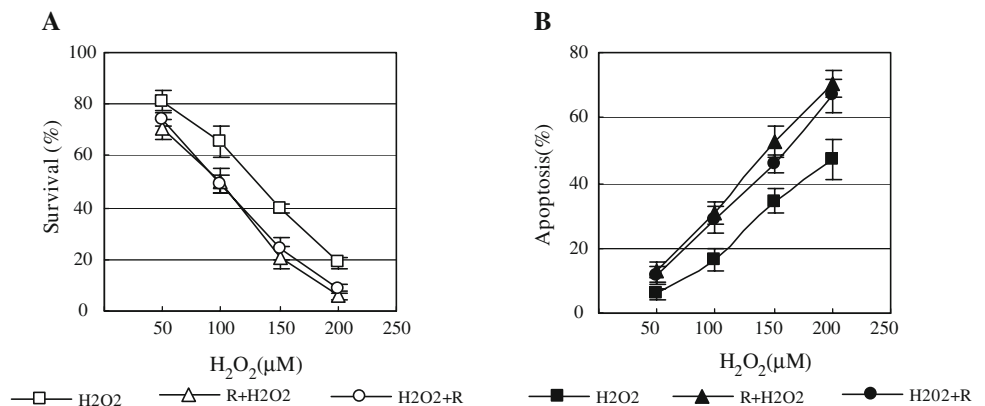 A
B
100
80
60
40
20
0
Survival (%)
50 100 150 200 250
H₂O₂(μM)
80
60
40
20
0
Apoptosis(%)
50 100 150 200 250
H₂O₂(μM)
H2O2 R+H2O2 H2O2+R
H2O2 R+H2O2 H202+R